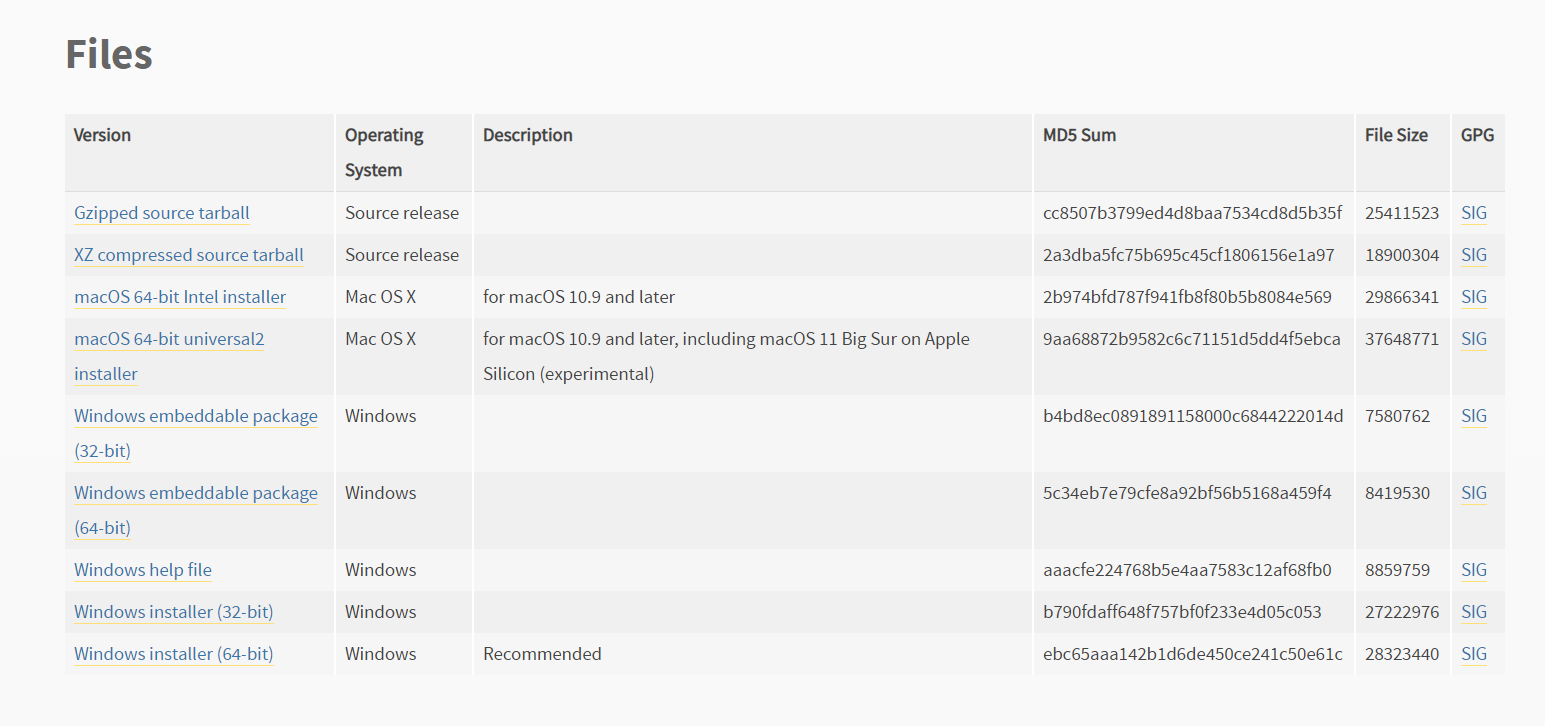 Files
Version Operating System Description MD5 Sum File Size GPG
Gzipped source tarball Source release cc8507b3799ed4d8baa7534cd8d5b35f 25411523 SIG
XZ compressed source tarball Source release 2a3dba5fc75b695c45cf1806156e1a97 18900304 SIG
macOS 64-bit Intel installer Mac OS X for macOS 10.9 and later 2b974bfd787f941fb8f80b5b8084e569 29866341 SIG
macOS 64-bit universal2 installer Mac OS X for macOS 10.9 and later, including macOS 11 Big Sur on Apple Silicon (experimental) 9aa68872b9582c6c71151d5dd4f5ebca 37648771 SIG
Windows embeddable package (32-bit) Windows b4bd8ec0891891158000c6844222014d 7580762 SIG
Windows embeddable package (64-bit) Windows 5c34eb7e79cfe8a92bf56b5168a459f4 8419530 SIG
Windows help file Windows aaacfe224768b5e4aa7583c12af68fb0 8859759 SIG
Windows installer (32-bit) Windows b790fdaff648f757bf0f233e4d05c053 27222976 SIG
Windows installer (64-bit) Windows Recommended ebc65aaa142b1d6de450ce241c50e61c 28323440 SIG